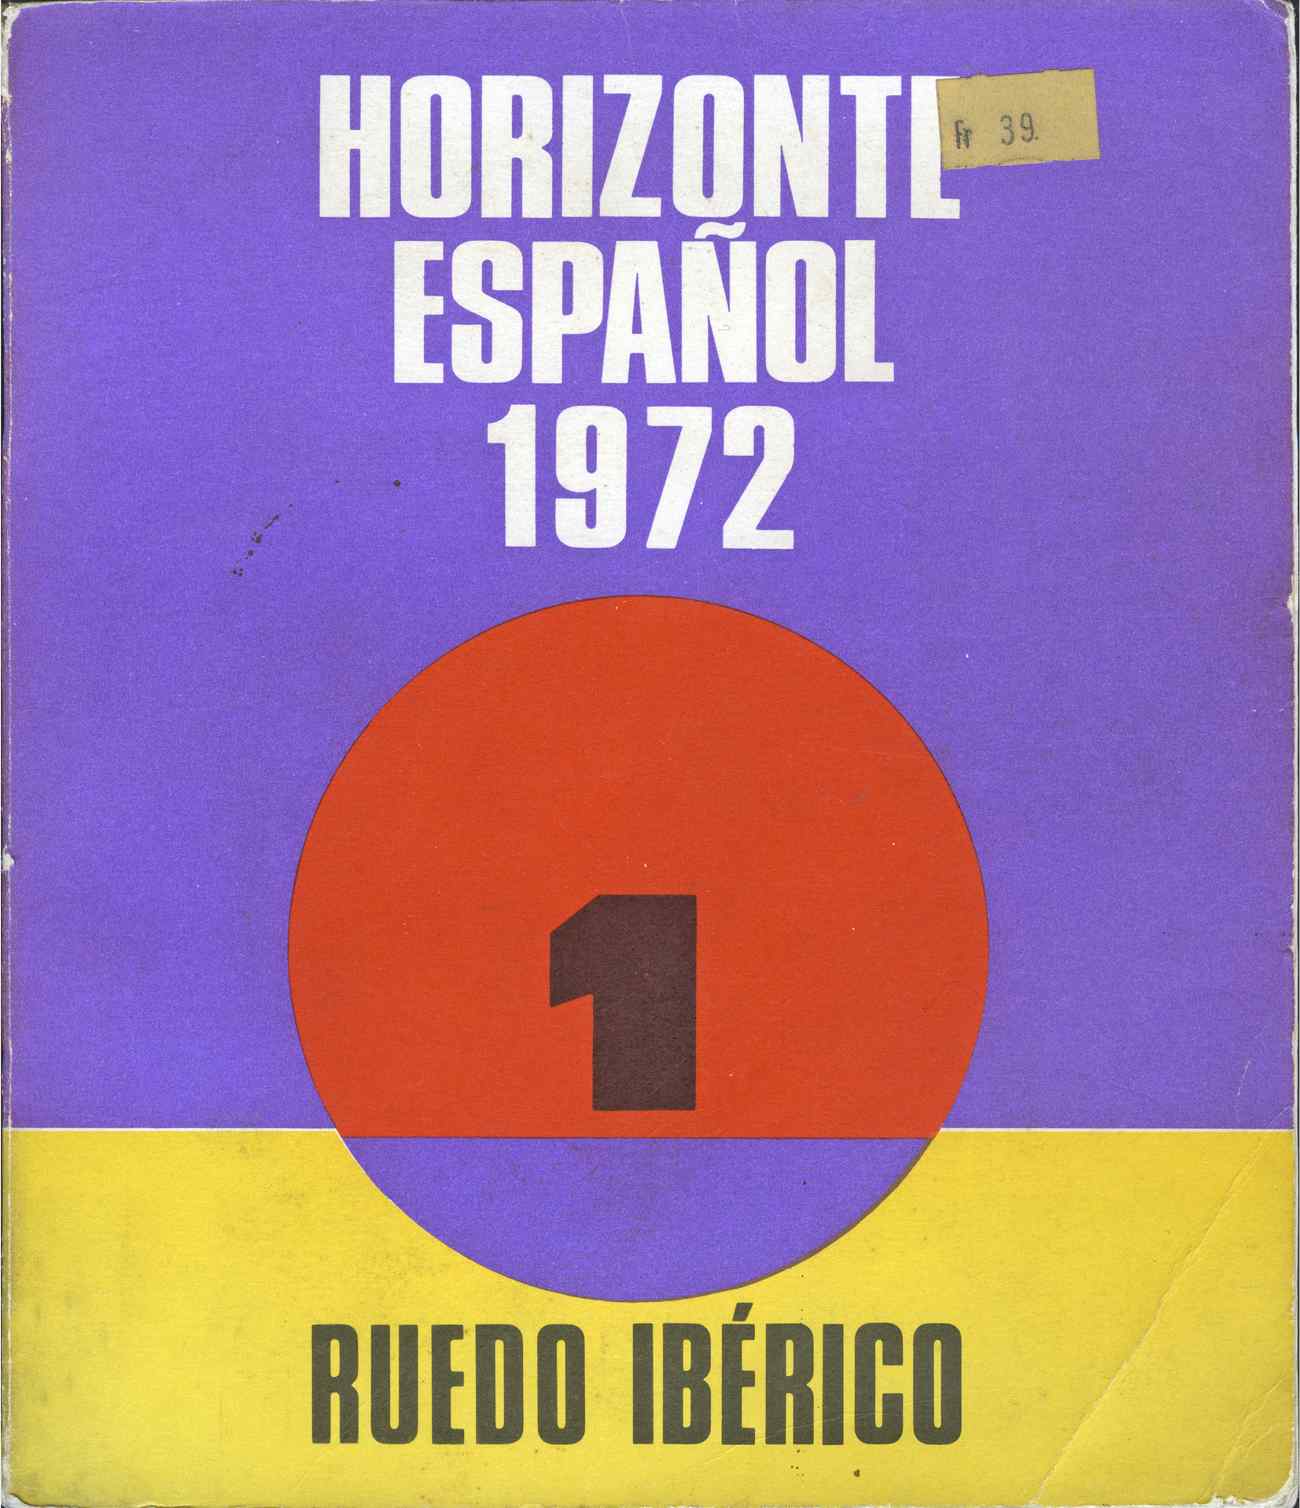 HORIZONTE
Fr 39.
ESPAÑOL
1972
1
RUEDO IBÉRICO